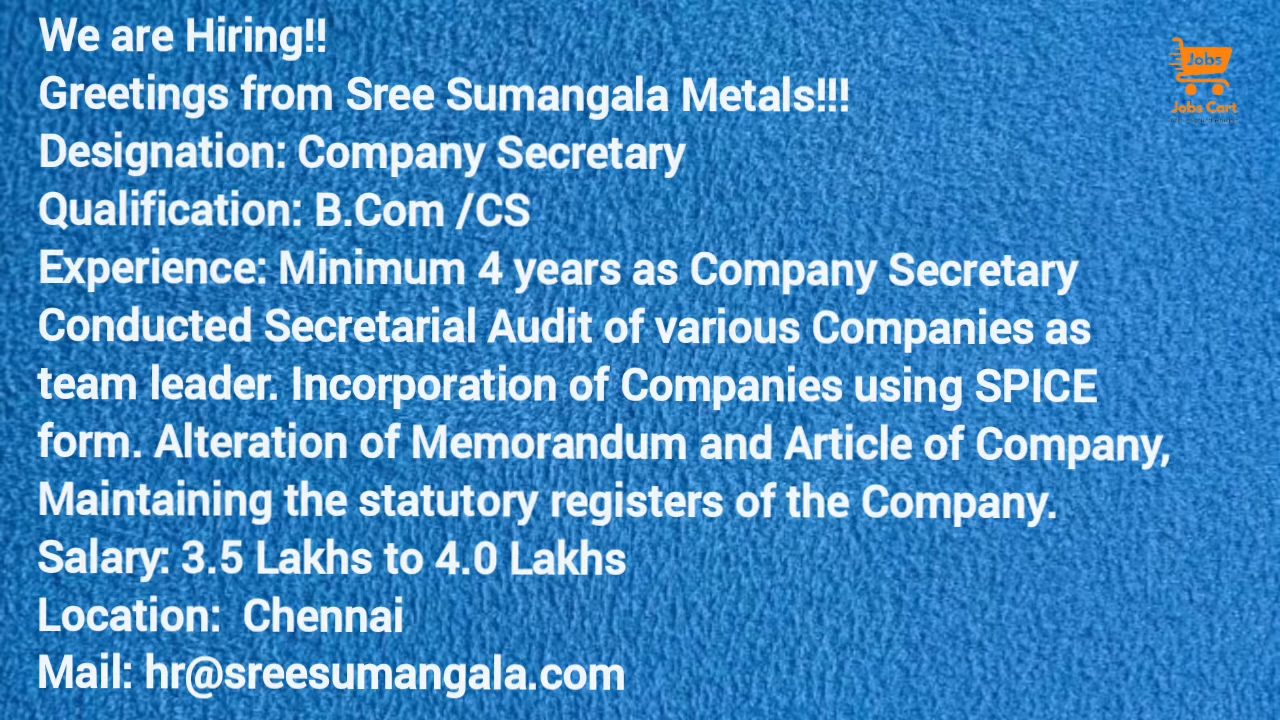 We are Hiring!!
Greetings from Sree Sumangala Metals!!!
Designation: Company Secretary
Qualification: B.Com /CS
Experience: Minimum 4 years as Company Secretary
Conducted Secretarial Audit of various Companies as
team leader. Incorporation of Companies using SPICE
form. Alteration of Memorandum and Article of Company,
Maintaining the statutory registers of the Company.
Salary: 3.5 Lakhs to 4.0 Lakhs
Location:  Chennai
Mail: hr@sreesumangala.com
Jobs
Jobs Cart